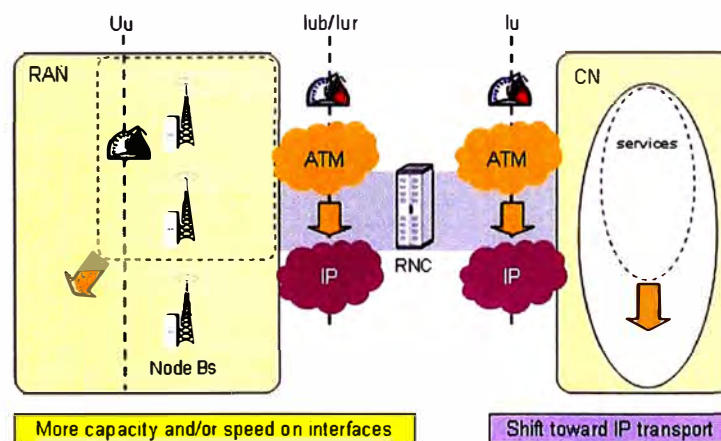 Uu
Iub/Iur
Iu
RAN
CN
services
ATM
ATM
IP
RNC
IP
Node Bs
More capacity and/or speed on interfaces
Shift toward IP transport